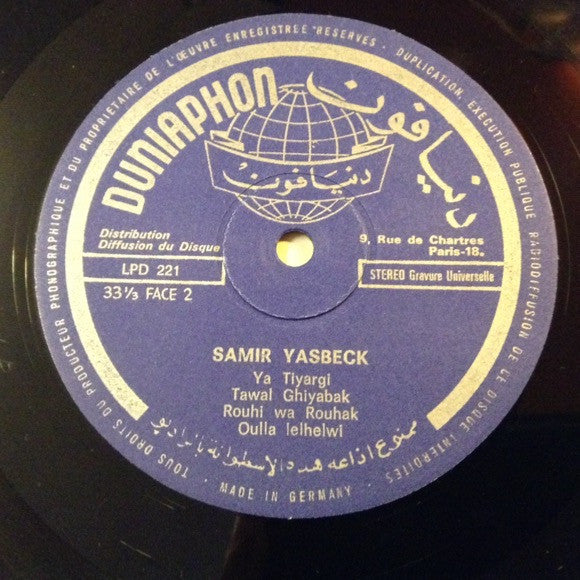 TOUS DROITS DU PRODUCTEUR PHONOGRAPHIQUE ET DU PROPRIETAIRE DE L'ŒUVRE ENREGISTREE RESERVES - DUPLICATION, EXECUTION PUBLIQUE RADIODIFFUSION DE CE DISQUE INTERDITES
DUNIAPHON
دنيافون
دنيافون
Distribution
Diffusion du Disque
9, Rue de Chartres
Paris-18e
LPD 221
STEREO Gravure Universelle
33⅓ FACE 2
SAMIR YASBECK
Ya Tiyargi
Tawal Ghiyabak
Rouhi wa Rouhak
Oulla lelhelwi
ممنوع اذاعة هذه الاسطوانة بالراديو
- MADE IN GERMANY